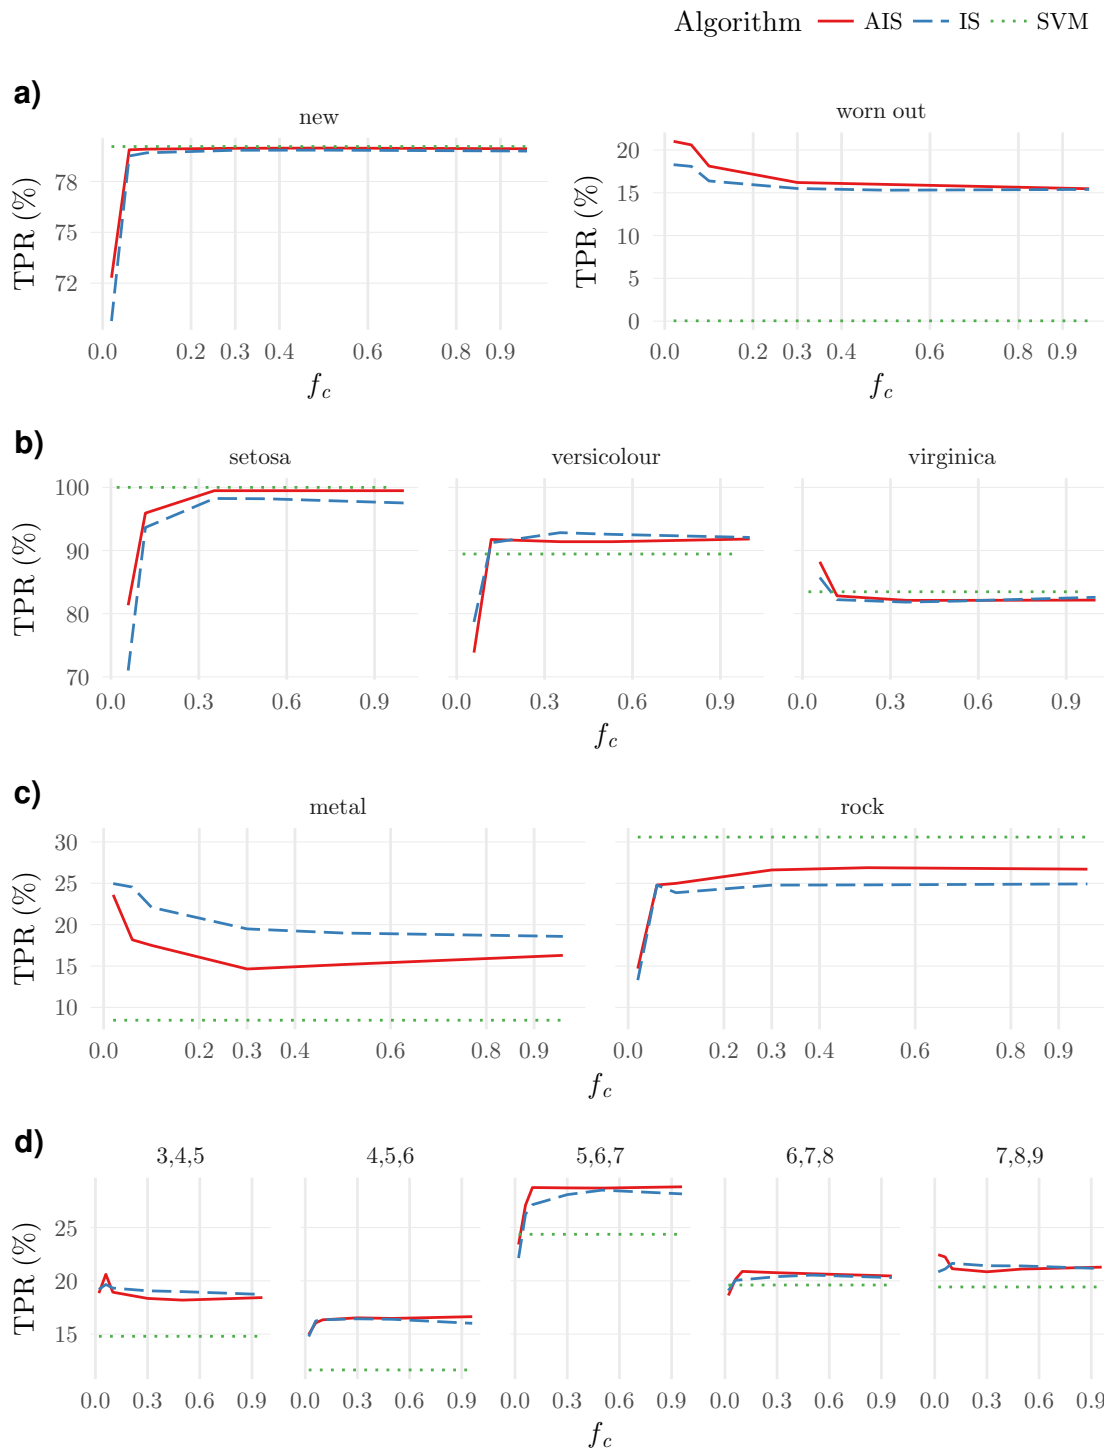 Algorithm AIS IS SVM
a)
new
worn out
TPR (%)
78
75
72
0.0 0.2 0.3 0.4 0.6 0.8 0.9
f_c
TPR (%)
20
15
10
5
0
0.0 0.2 0.3 0.4 0.6 0.8 0.9
f_c
b)
setosa versicolour virginica
TPR (%)
100
90
80
70
0.0 0.3 0.6 0.9 0.0 0.3 0.6 0.9 0.0 0.3 0.6 0.9
f_c
c)
metal rock
TPR (%)
30
25
20
15
10
0.0 0.2 0.3 0.4 0.6 0.8 0.9 0.0 0.2 0.3 0.4 0.6 0.8 0.9
f_c
d)
3,4,5 4,5,6 5,6,7 6,7,8 7,8,9
TPR (%)
25
20
15
0.0 0.3 0.6 0.9 0.0 0.3 0.6 0.9 0.0 0.3 0.6 0.9 0.0 0.3 0.6 0.9 0.0 0.3 0.6 0.9
f_c